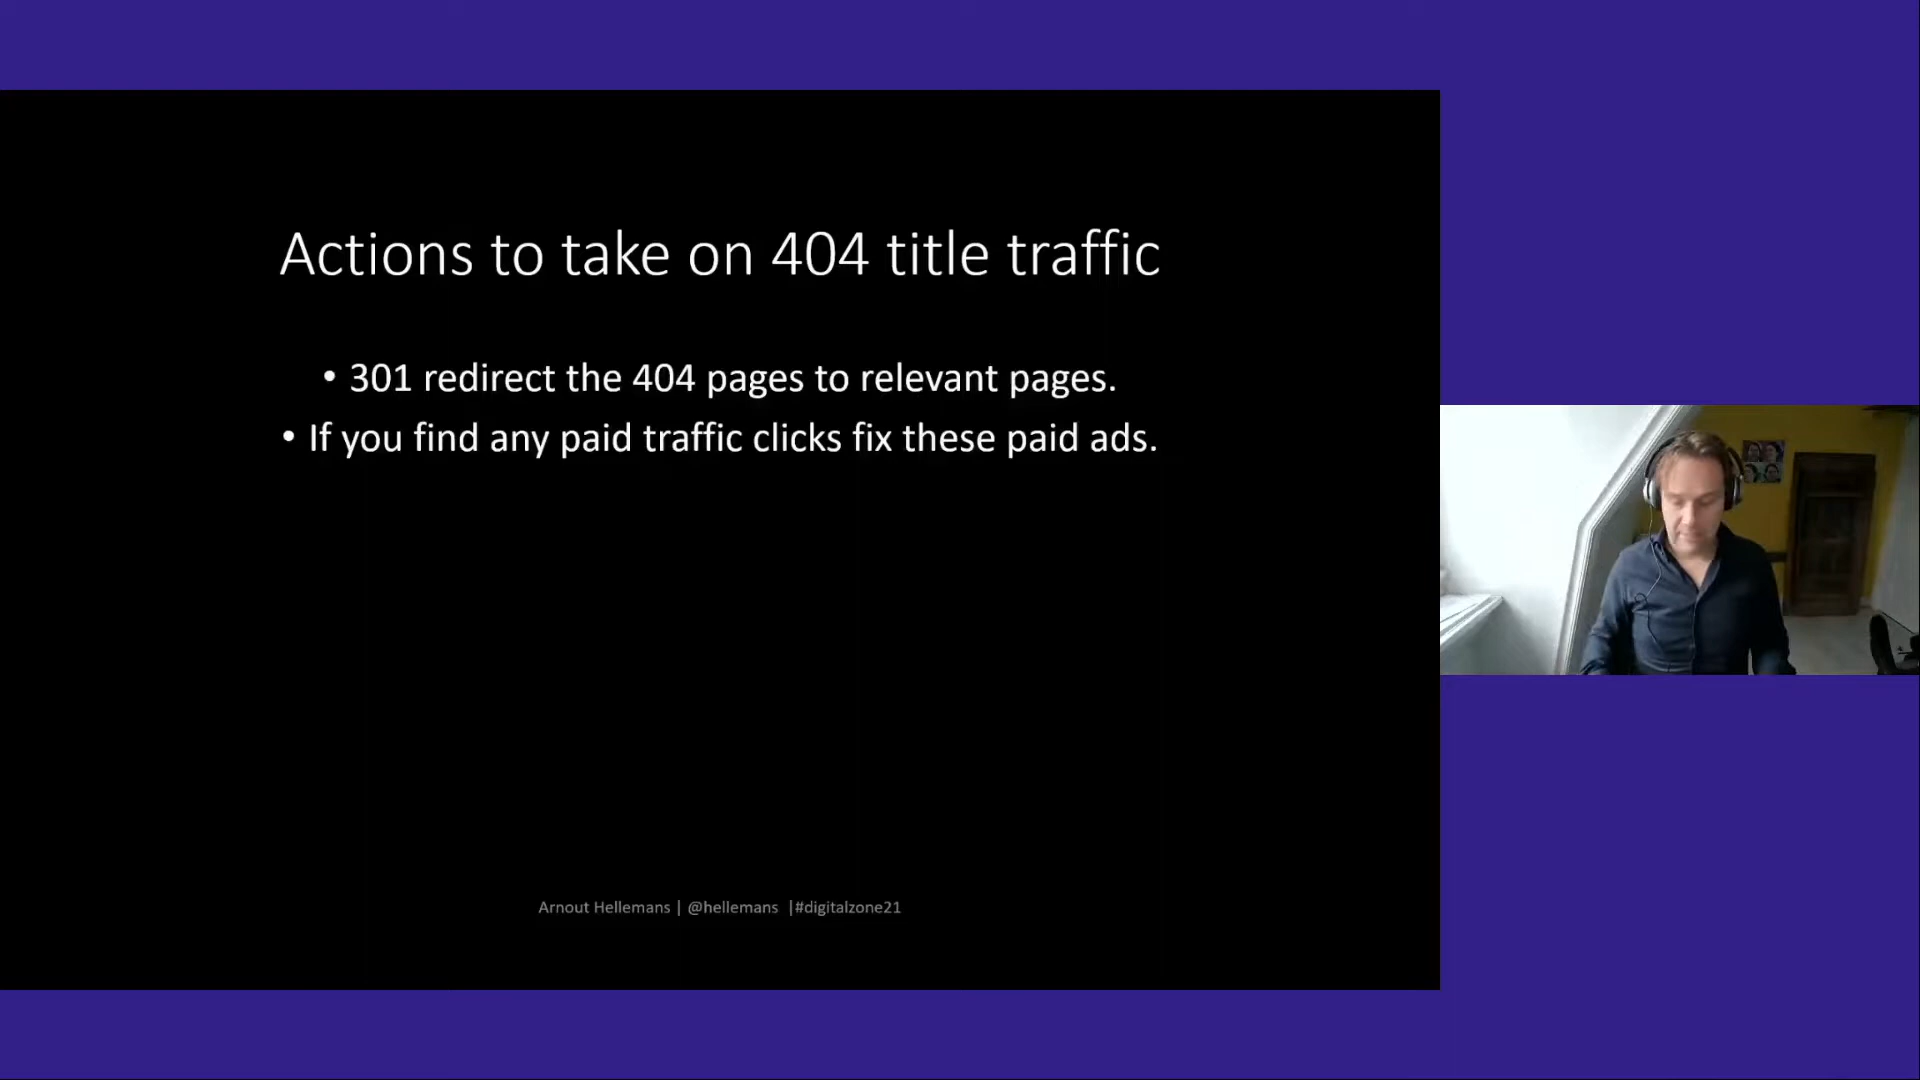 Actions to take on 404 title traffic
• 301 redirect the 404 pages to relevant pages.
• If you find any paid traffic clicks fix these paid ads.
Arnout Hellemans | @hellemans |#digitalzone21